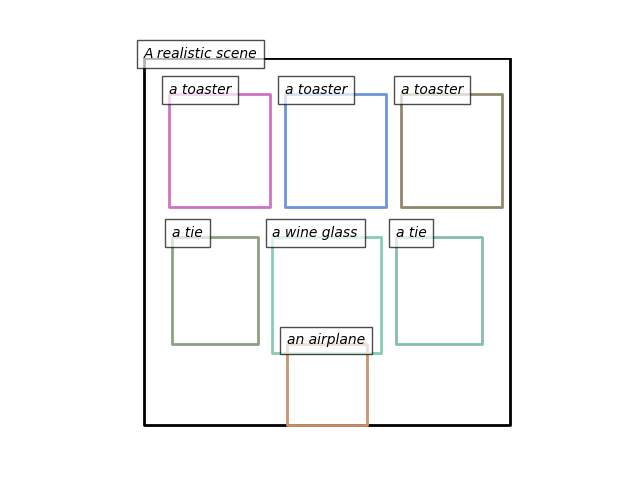 A realistic scene
a toaster
a toaster
a toaster
a tie
a wine glass
a tie
an airplane